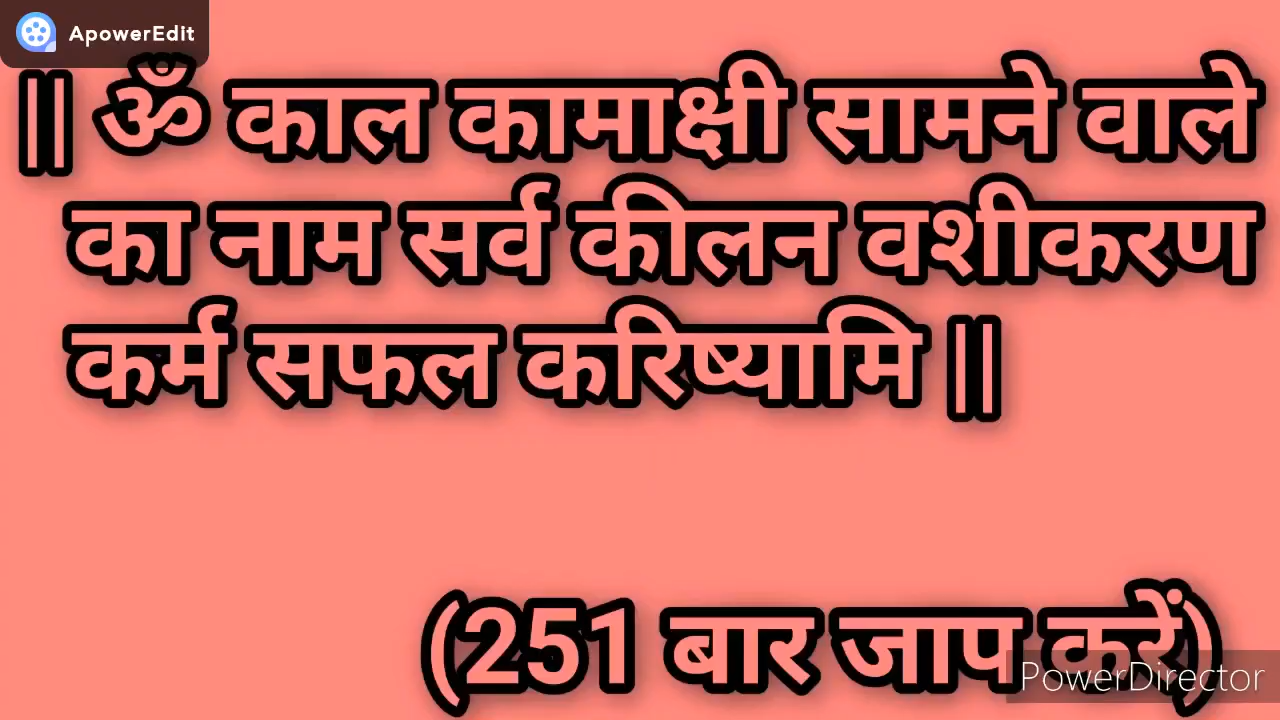 ApowerEdit
|| ॐ काल कामाक्षी सामने वाले
का नाम सर्व कीलन वशीकरण
कर्म सफल करिष्यामि ||
(251 बार जाप करें)
PowerDirector